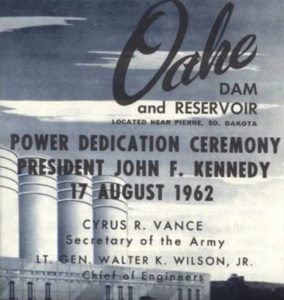 Oahe
DAM
and RESERVOIR
LOCATED NEAR PIERRE, SO. DAKOTA
POWER DEDICATION CEREMONY
PRESIDENT JOHN F. KENNEDY
17 AUGUST 1962
CYRUS R. VANCE
Secretary of the Army
LT. GEN. WALTER K. WILSON, JR.
Chief of Engineers